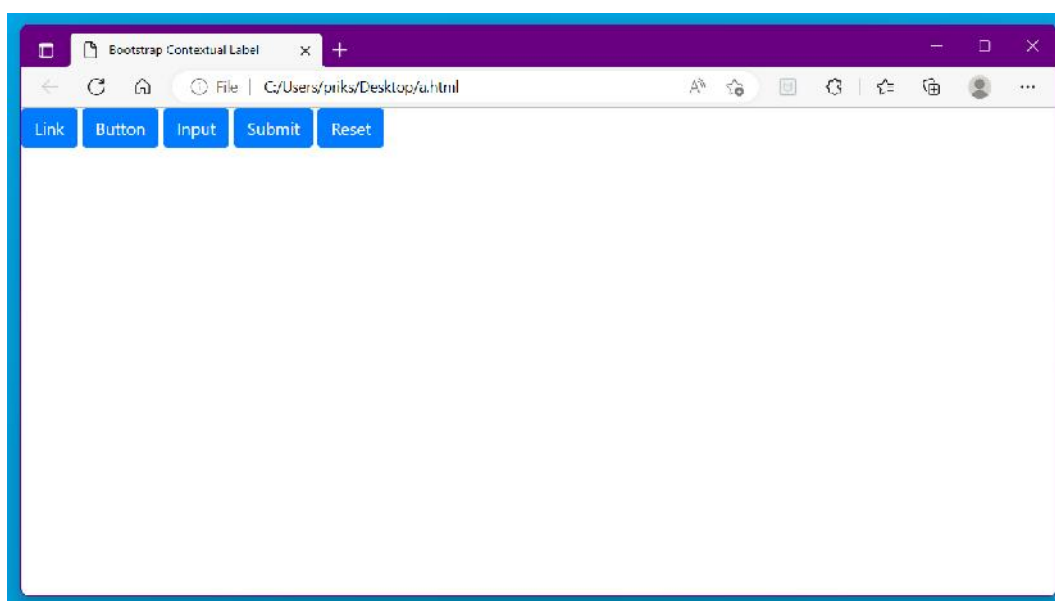 Bootstrap Contextual Label
File | C:/Users/priks/Desktop/a.html
Link Button Input Submit Reset